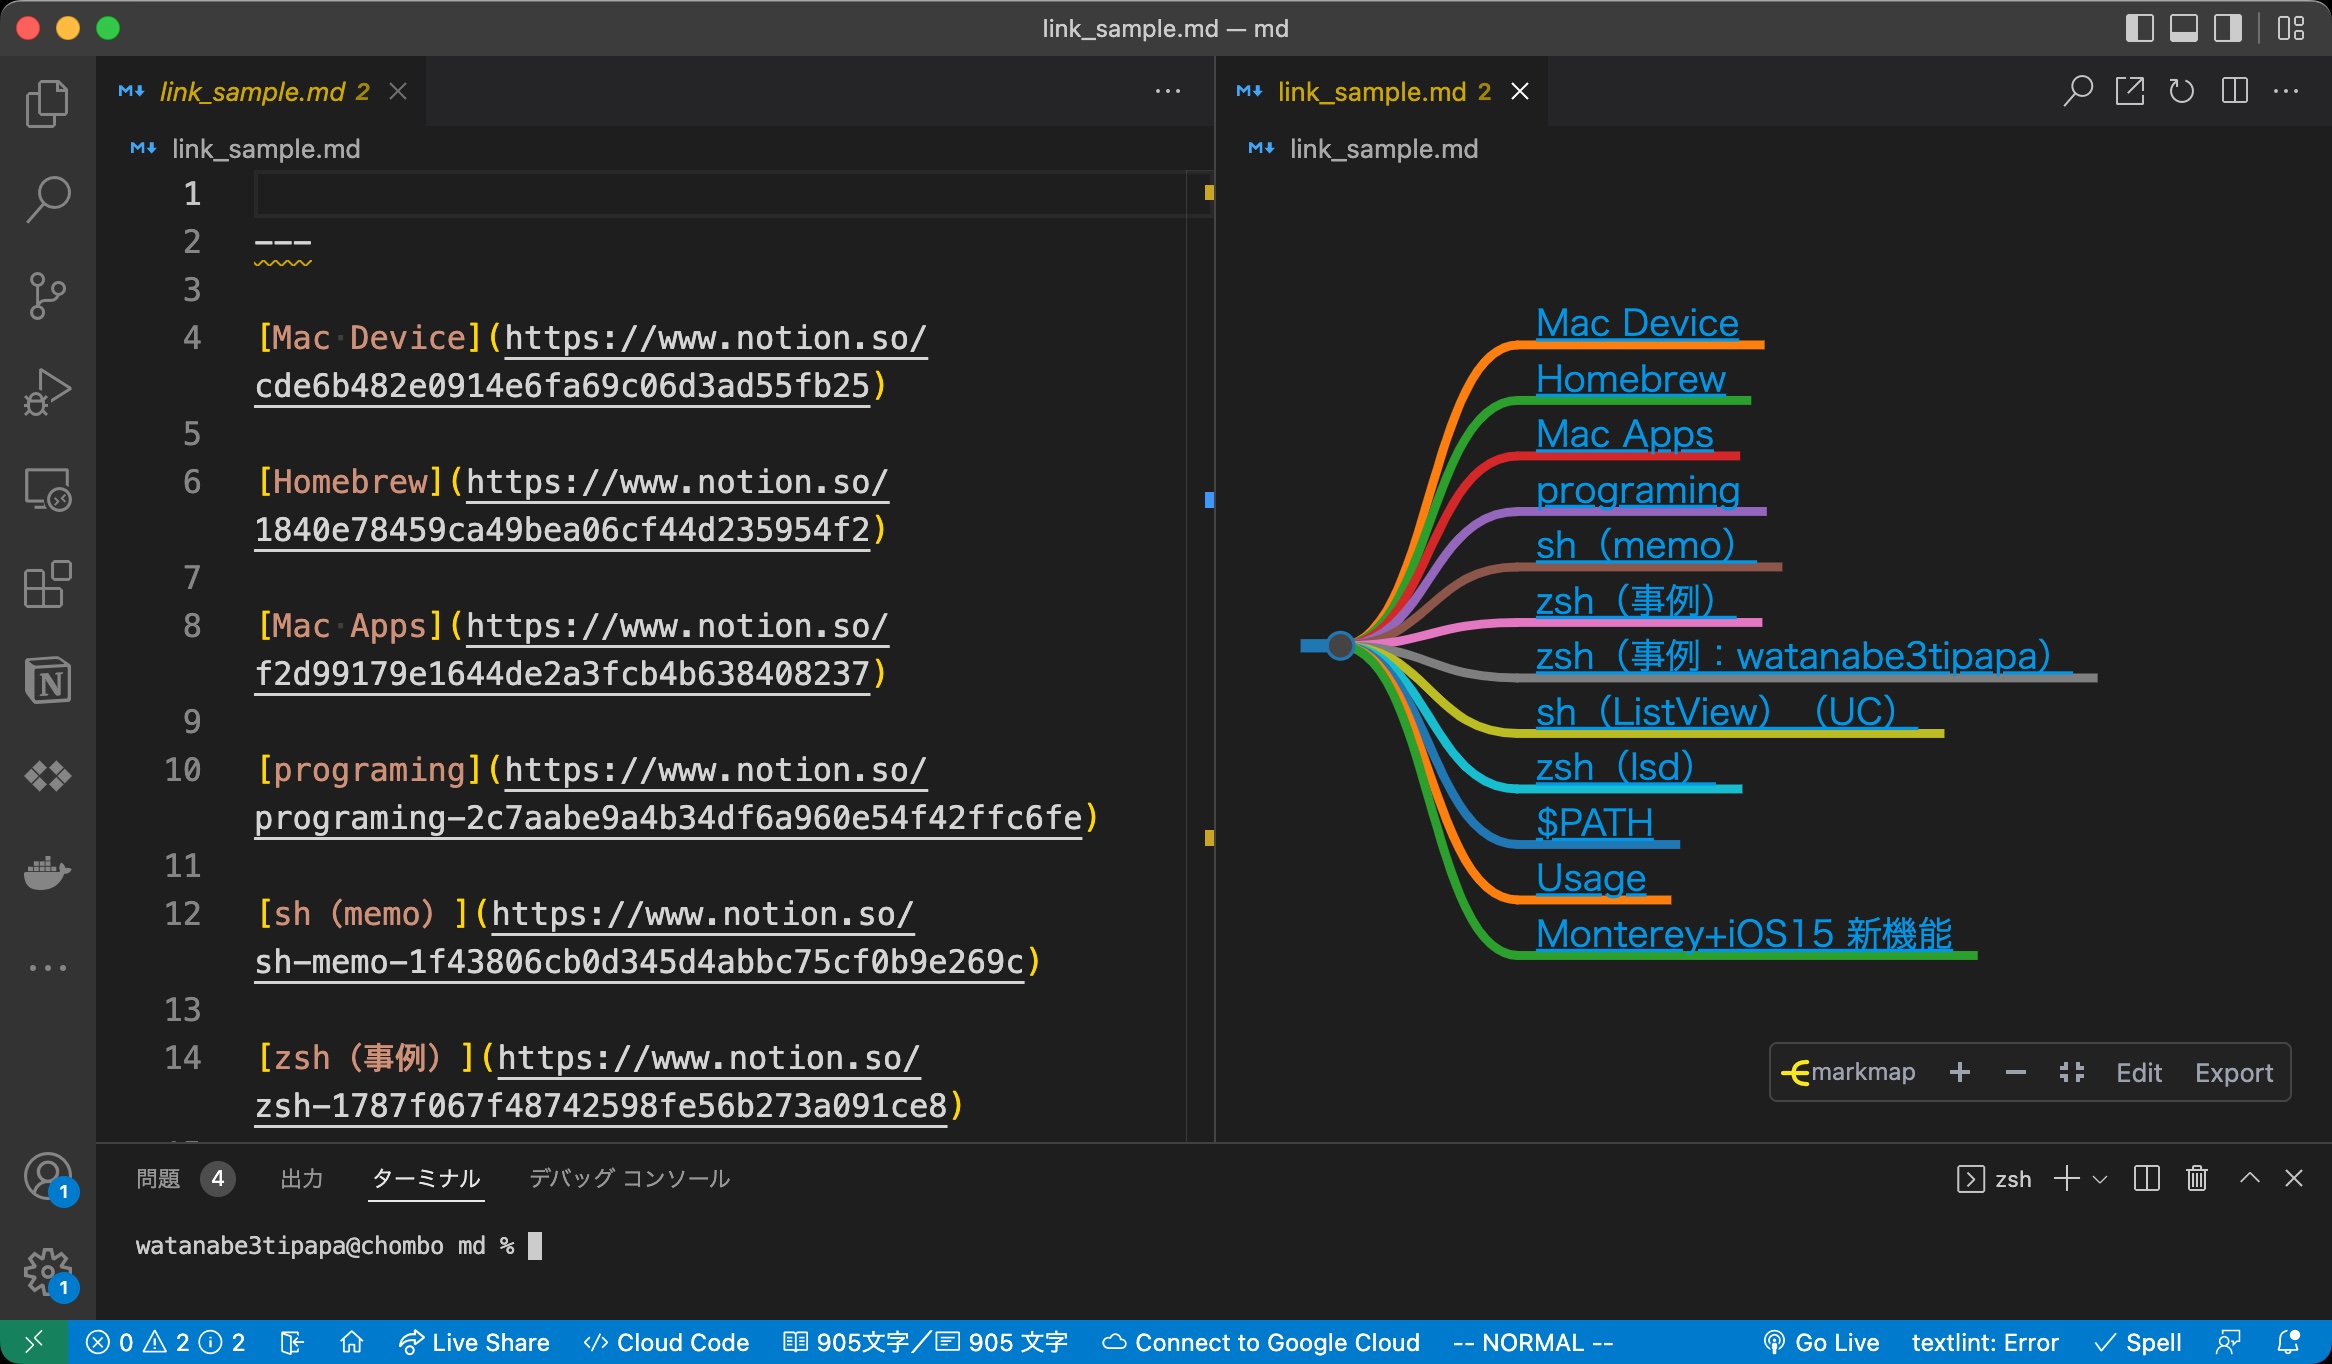 link_sample.md — md
link_sample.md 2
link_sample.md
1
2 ---
3
4 [Mac Device](https://www.notion.so/
cde6b482e0914e6fa69c06d3ad55fb25)
5
6 [Homebrew](https://www.notion.so/
1840e78459ca49bea06cf44d235954f2)
7
8 [Mac Apps](https://www.notion.so/
f2d99179e1644de2a3fcb4b638408237)
9
10 [programing](https://www.notion.so/
programing-2c7aabe9a4b34df6a960e54f42ffc6fe)
11
12 [sh（memo）](https://www.notion.so/
sh-memo-1f43806cb0d345d4abbc75cf0b9e269c)
13
14 [zsh（事例）](https://www.notion.so/
zsh-1787f067f48742598fe56b273a091ce8)
link_sample.md 2
link_sample.md
Mac Device
Homebrew
Mac Apps
programing
sh（memo）
zsh（事例）
zsh（事例：watanabe3tipapa）
sh（ListView）（UC）
zsh（lsd）
$PATH
Usage
Monterey+iOS15 新機能
markmap + − Edit Export
1
1
問題 4 出力 ターミナル デバッグ コンソール zsh
watanabe3tipapa@chombo md %
0 2 2 Live Share Cloud Code 905文字／ 905 文字 Connect to Google Cloud -- NORMAL -- Go Live textlint: Error Spell